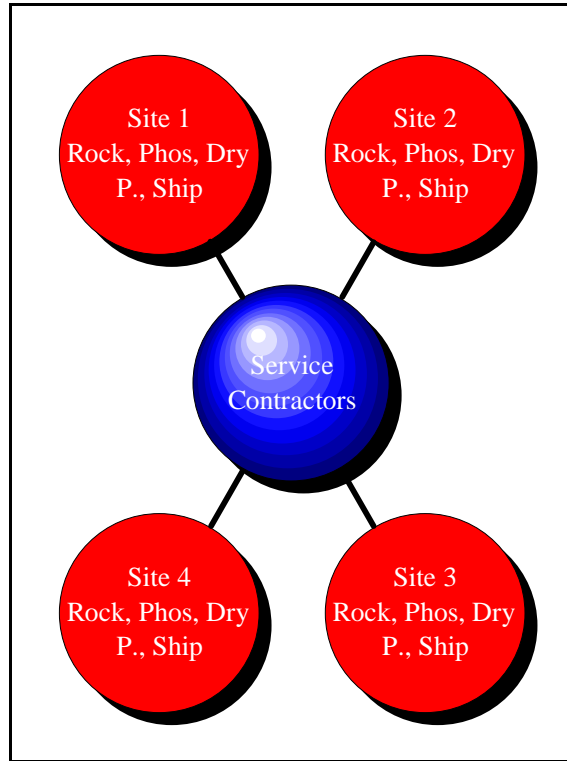 Site 1
Rock, Phos, Dry
P., Ship
Site 2
Rock, Phos, Dry
P., Ship
Service
Contractors
Site 4
Rock, Phos, Dry
P., Ship
Site 3
Rock, Phos, Dry
P., Ship